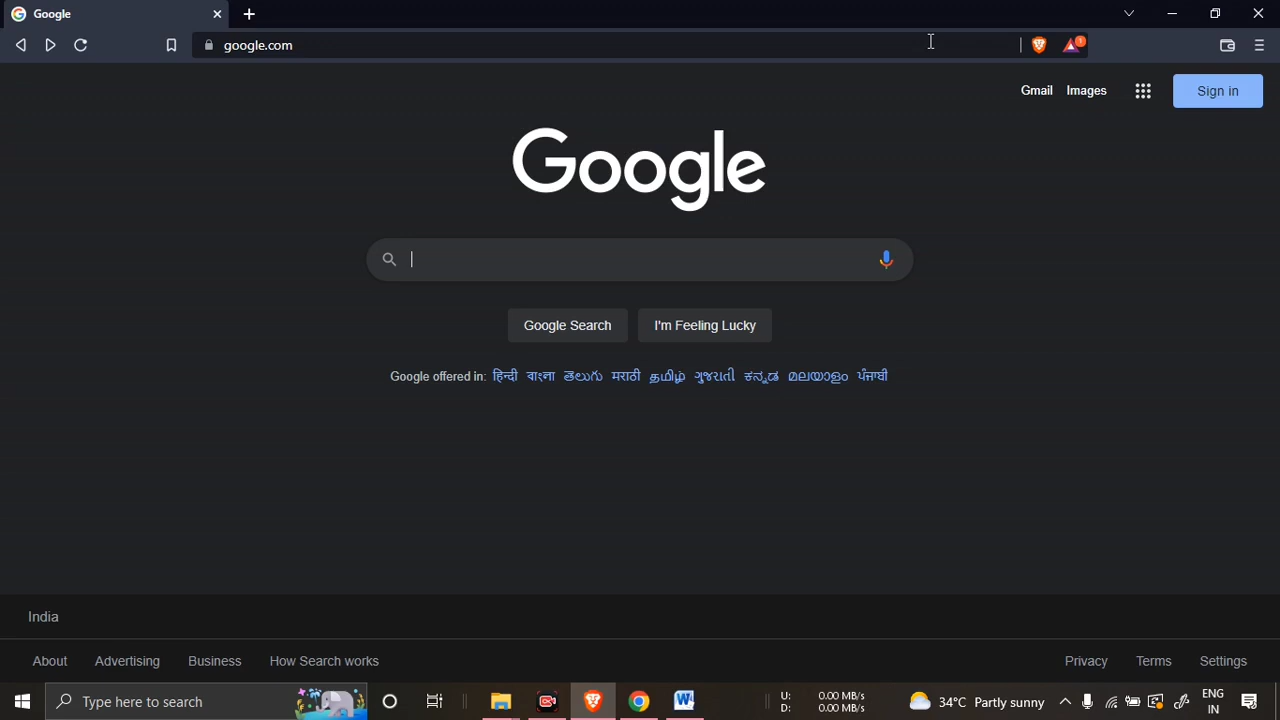 Google
google.com
1
Gmail Images Sign in
Google
Google Search I'm Feeling Lucky
Google offered in: हिन्दी বাংলা తెలుగు मराठी தமிழ் ગુજરાતી ಕನ್ನಡ മലയാളം ਪੰਜਾਬੀ
India
About Advertising Business How Search works Privacy Terms Settings
Type here to search U: 0.00 MB/s 34°C Partly sunny ENG
D: 0.00 MB/s IN